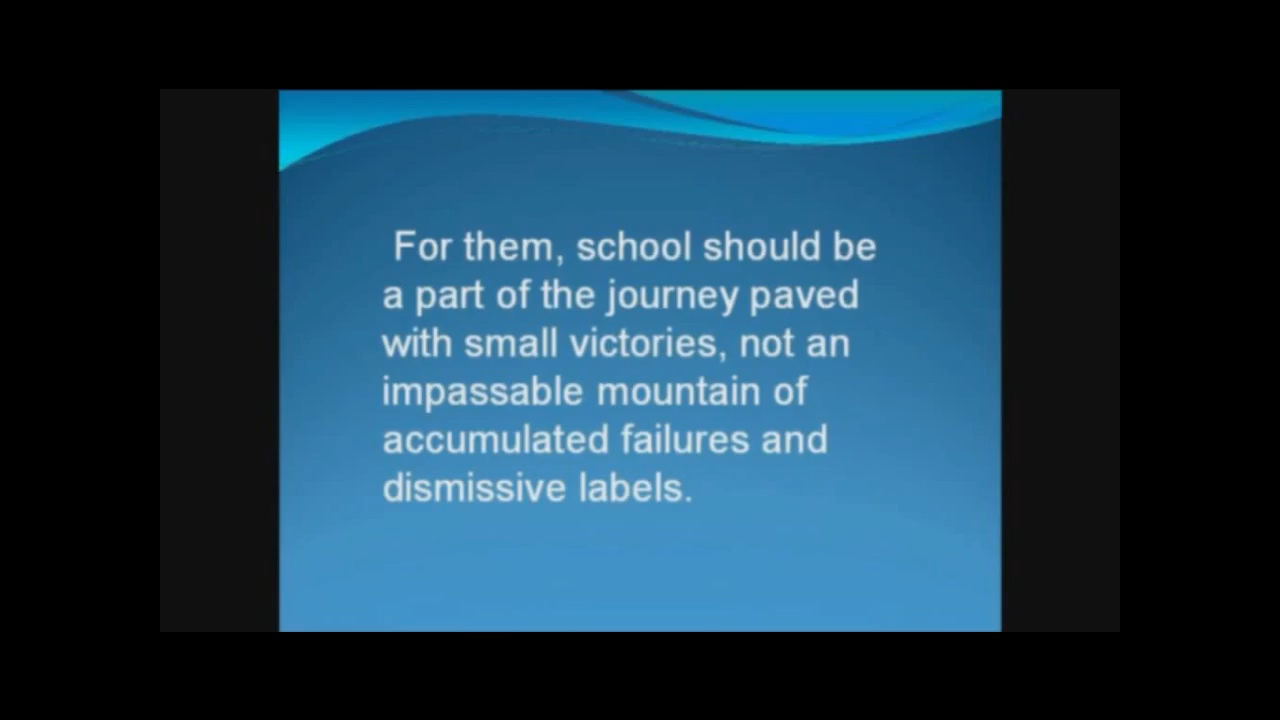 For them, school should be
a part of the journey paved
with small victories, not an
impassable mountain of
accumulated failures and
dismissive labels.